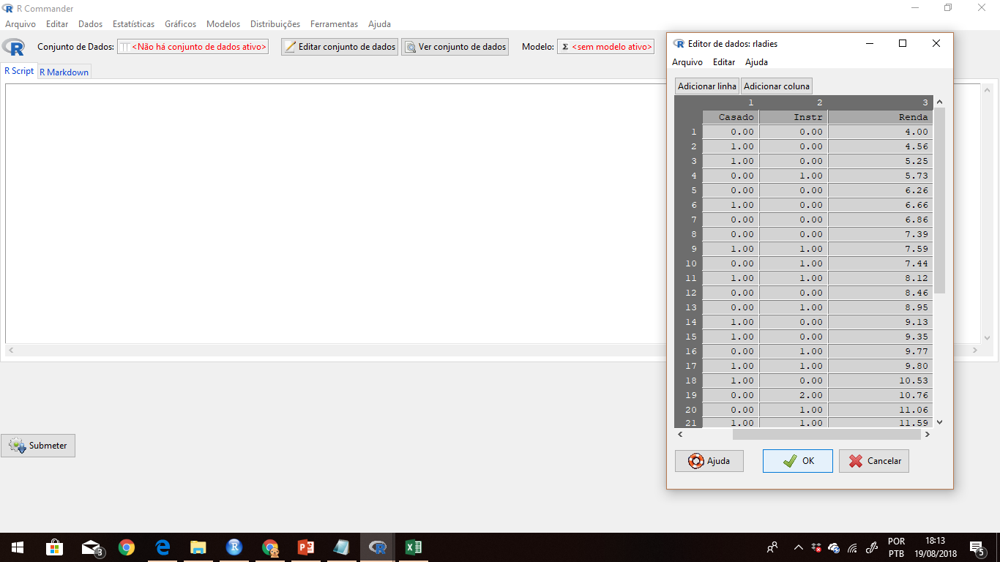 R Commander
Arquivo Editar Dados Estatísticas Gráficos Modelos Distribuições Ferramentas Ajuda
Conjunto de Dados: <Não há conjunto de dados ativo> Editar conjunto de dados Ver conjunto de dados Modelo: Σ <sem modelo ativo>
R Script R Markdown
Submeter
Editor de dados: rladies
Arquivo Editar Ajuda
Adicionar linha Adicionar coluna
1 2 3
Casado Instr Renda
1 0.00 0.00 4.00
2 1.00 0.00 4.56
3 1.00 0.00 5.25
4 0.00 1.00 5.73
5 0.00 0.00 6.26
6 1.00 0.00 6.66
7 0.00 0.00 6.86
8 0.00 0.00 7.39
9 1.00 1.00 7.59
10 0.00 1.00 7.44
11 1.00 1.00 8.12
12 0.00 0.00 8.46
13 0.00 1.00 8.95
14 1.00 0.00 9.13
15 1.00 0.00 9.35
16 0.00 1.00 9.77
17 1.00 1.00 9.80
18 1.00 0.00 10.53
19 0.00 2.00 10.76
20 0.00 1.00 11.06
21 1.00 1.00 11.59
Ajuda OK Cancelar
3
POR 18:13
PTB 19/08/2018 5